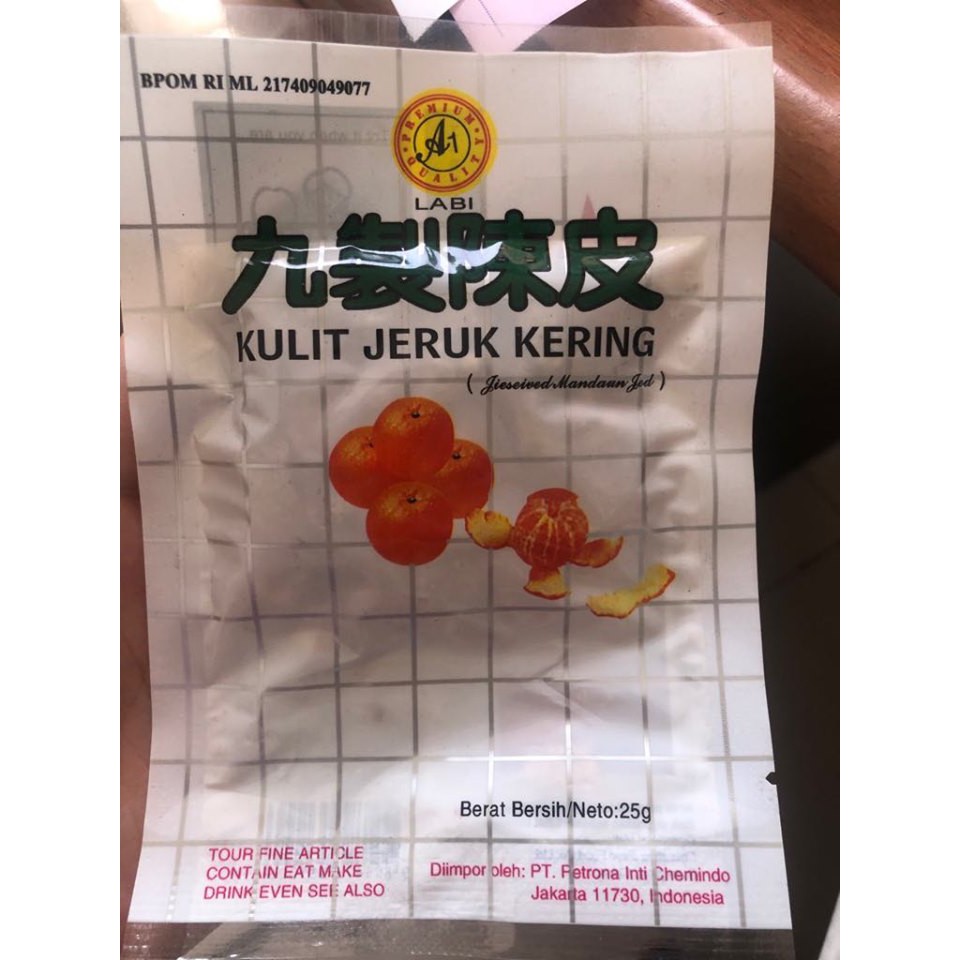 BPOM RI ML 217409049077
PREMIUM QUALITY
A1
LABI
九製陳皮
KULIT JERUK KERING
( Jieseived Mandaun Jed )
Berat Bersih/Neto:25g
TOUR FINE ARTICLE
CONTAIN EAT MAKE
DRINK EVEN SEE ALSO
Diimpor oleh: PT. Petrona Inti Chemindo
Jakarta 11730, Indonesia